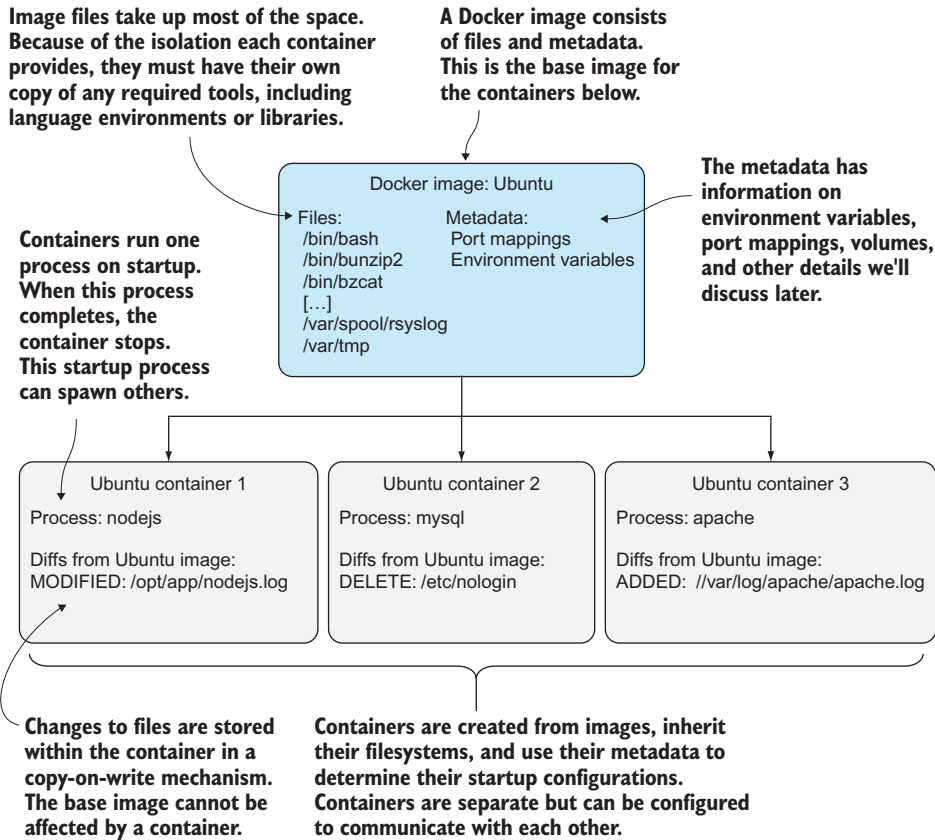 Image files take up most of the space.
Because of the isolation each container
provides, they must have their own
copy of any required tools, including
language environments or libraries.
A Docker image consists
of files and metadata.
This is the base image for
the containers below.
The metadata has
information on
environment variables,
port mappings, volumes,
and other details we'll
discuss later.
Containers run one
process on startup.
When this process
completes, the
container stops.
This startup process
can spawn others.
Docker image: Ubuntu
Files:
/bin/bash
/bin/bunzip2
/bin/bzcat
[…]
/var/spool/rsyslog
/var/tmp
Metadata:
Port mappings
Environment variables
Ubuntu container 1
Process: nodejs
Diffs from Ubuntu image:
MODIFIED: /opt/app/nodejs.log
Ubuntu container 2
Process: mysql
Diffs from Ubuntu image:
DELETE: /etc/nologin
Ubuntu container 3
Process: apache
Diffs from Ubuntu image:
ADDED: //var/log/apache/apache.log
Changes to files are stored
within the container in a
copy-on-write mechanism.
The base image cannot be
affected by a container.
Containers are created from images, inherit
their filesystems, and use their metadata to
determine their startup configurations.
Containers are separate but can be configured
to communicate with each other.